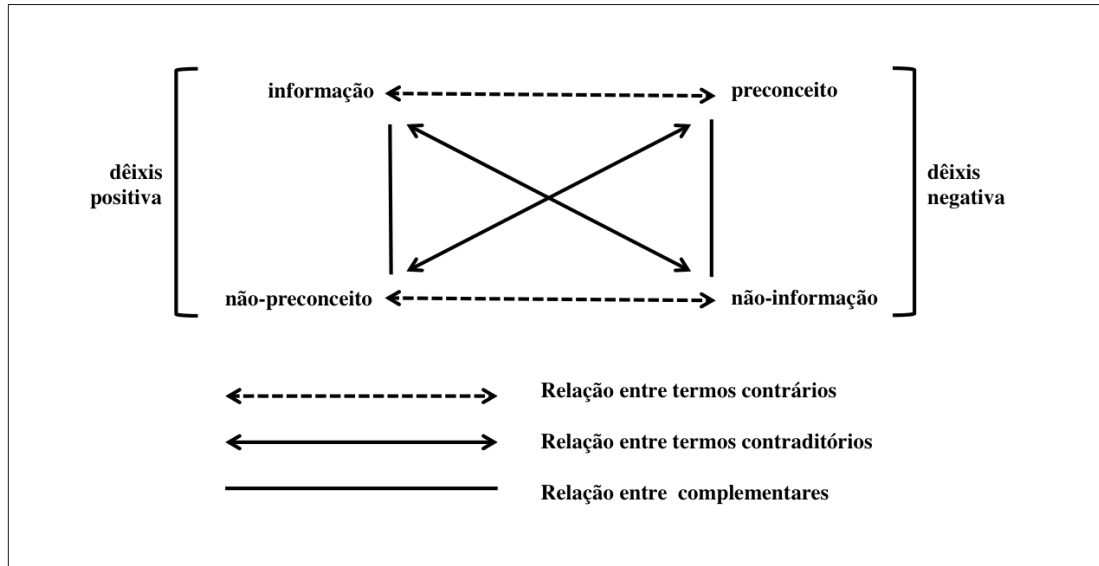 informação
preconceito
dêixis
positiva
dêixis
negativa
não-preconceito
não-informação
Relação entre termos contrários
Relação entre termos contraditórios
Relação entre complementares